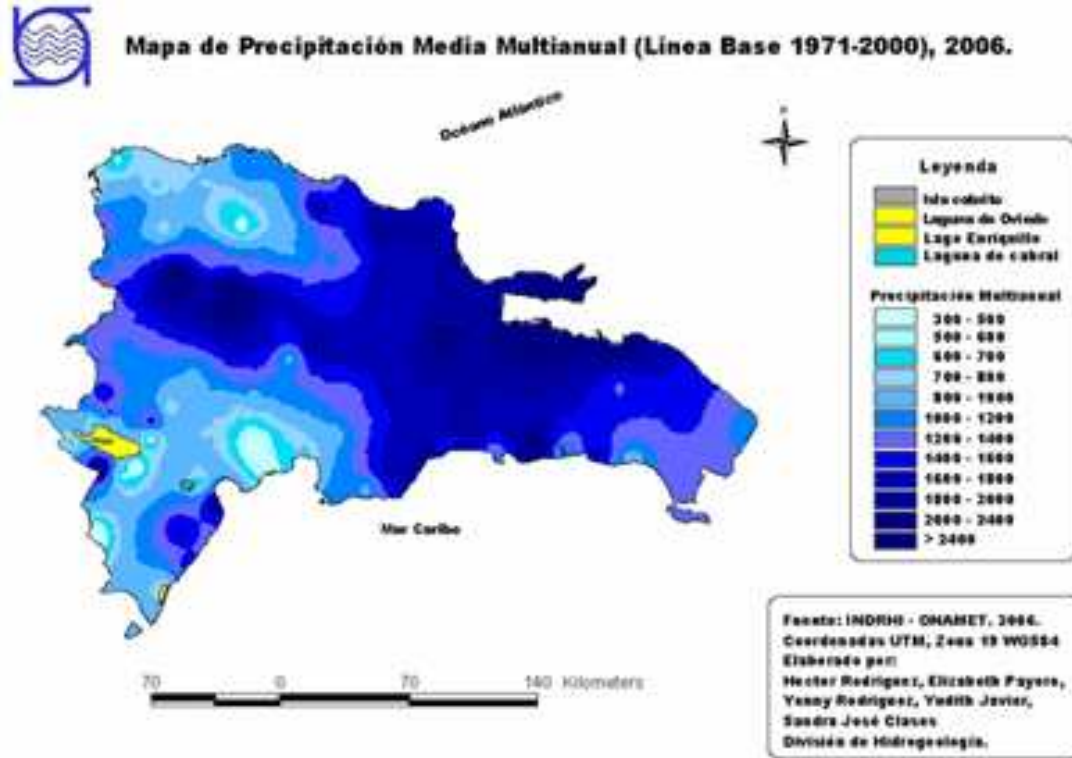 Mapa de Precipitación Media Multianual (Linea Base 1971-2000), 2006.
Océano Atlántico
Mar Caribe
Leyenda
Isla catalita
Laguna de Oviedo
Lago Enriquillo
Laguna de cabral
Precipitación Multianual
300 - 500
500 - 600
600 - 700
700 - 800
800 - 1000
1000 - 1200
1200 - 1400
1400 - 1600
1600 - 1800
1800 - 2000
2000 - 2400
> 2400
70 0 70 140 Kilometers
Fuente: INDRHI - ONAMET. 2006.
Coordenadas UTM, Zona 19 WGS84
Elaborado por:
Hector Rodriguez, Elizabeth Payero,
Yenny Rodriguez, Yudith Javier,
Sandra José Clases
División de Hidrogeología.